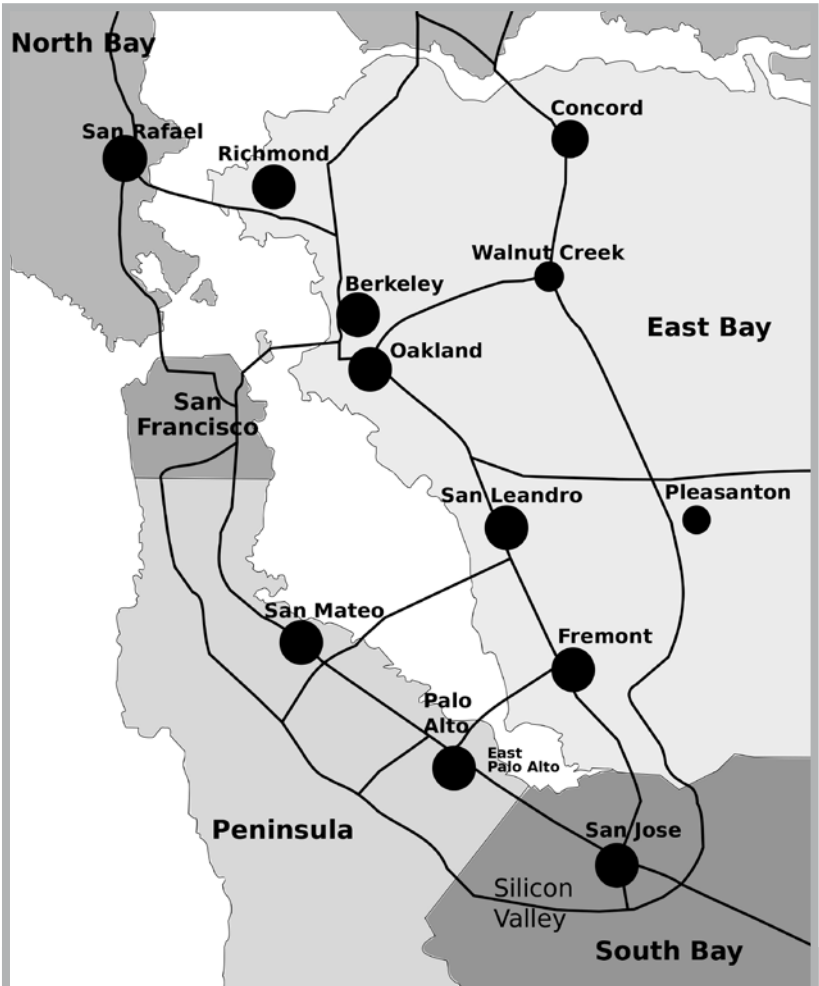 North Bay
Concord
San Rafael
Richmond
Walnut Creek
Berkeley
East Bay
Oakland
San
Francisco
Pleasanton
San Leandro
San Mateo
Fremont
Palo
Alto
East
Palo Alto
Peninsula
San Jose
Silicon
Valley
South Bay